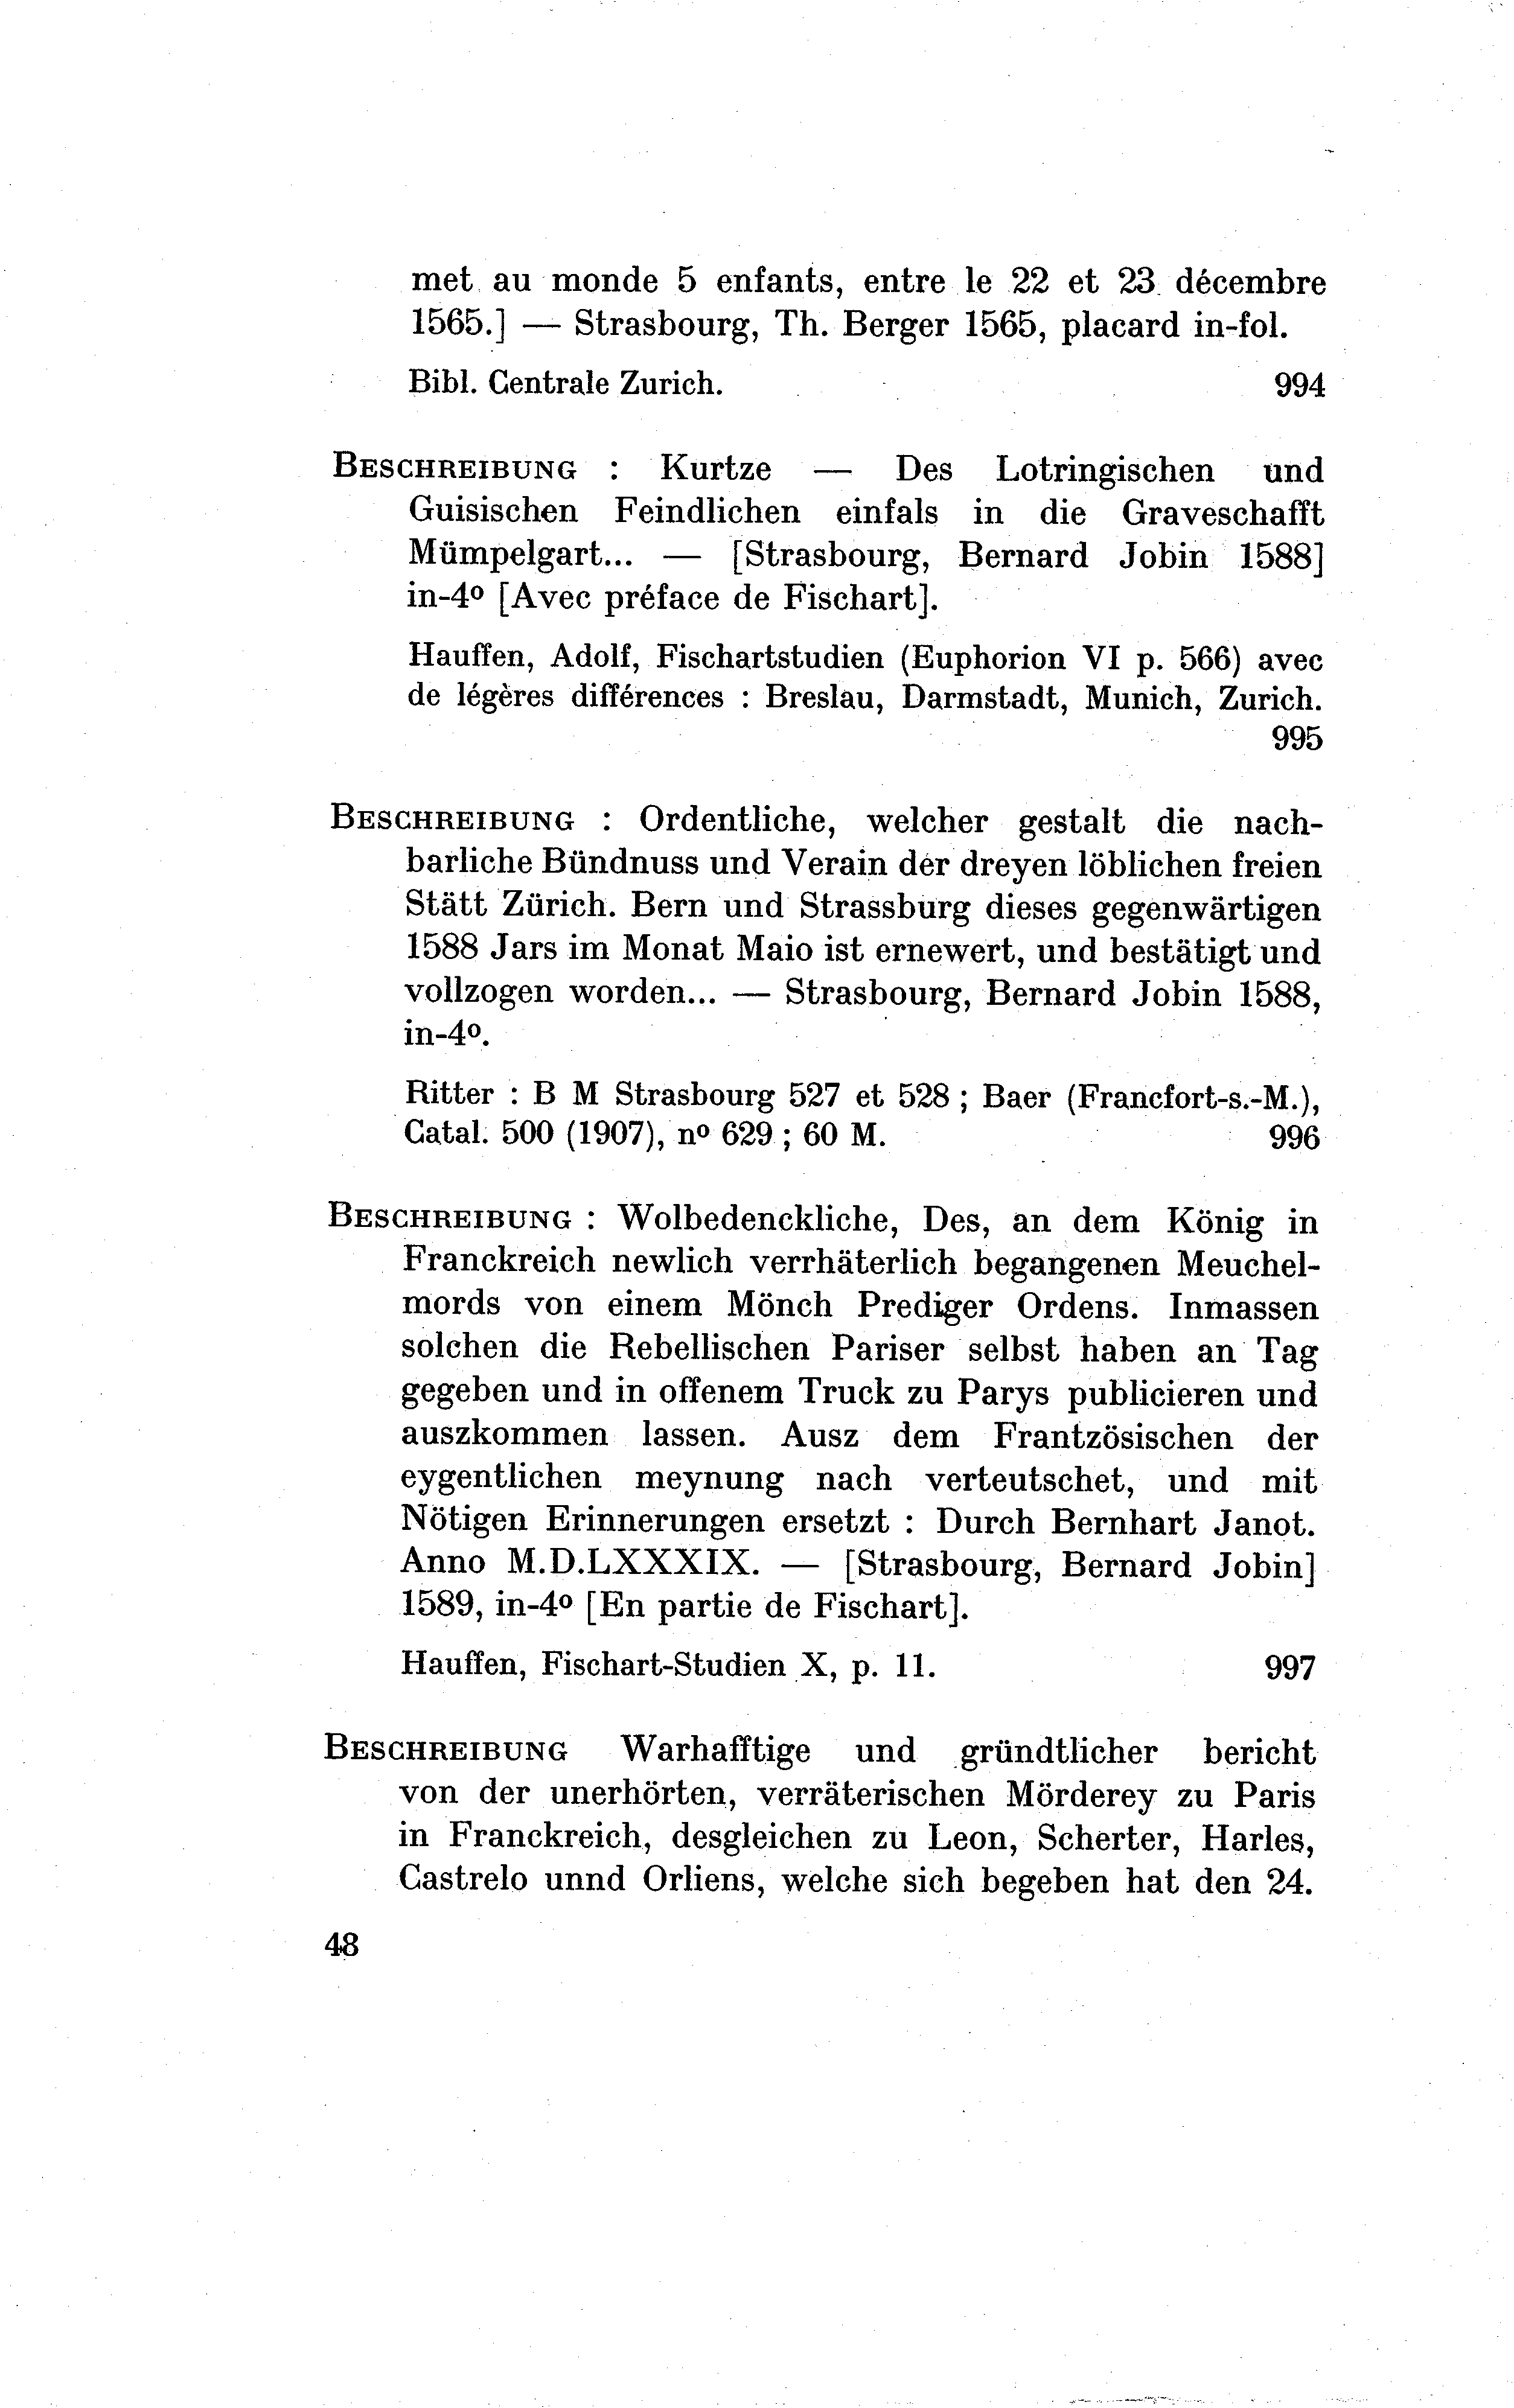 met au monde 5 enfants, entre le 22 et 23 décembre
1565.] — Strasbourg, Th. Berger 1565, placard in-fol.
Bibl. Centrale Zurich. 994
BESCHREIBUNG : Kurtze — Des Lotringischen und
Guisischen Feindlichen einfals in die Graveschafft
Mümpelgart... — [Strasbourg, Bernard Jobin 1588]
in-4º [Avec préface de Fischart].
Hauffen, Adolf, Fischartstudien (Euphorion VI p. 566) avec
de légères différences : Breslau, Darmstadt, Munich, Zurich.
995
BESCHREIBUNG : Ordentliche, welcher gestalt die nach-
barliche Bündnuss und Verain der dreyen löblichen freien
Stätt Zürich. Bern und Strassburg dieses gegenwärtigen
1588 Jars im Monat Maio ist ernewert, und bestätigt und
vollzogen worden... — Strasbourg, Bernard Jobin 1588,
in-4º.
Ritter : B M Strasbourg 527 et 528 ; Baer (Francfort-s.-M.),
Catal. 500 (1907), nº 629 ; 60 M. 996
BESCHREIBUNG : Wolbedenckliche, Des, an dem König in
Franckreich newlich verrhäterlich begangenen Meuchel-
mords von einem Mönch Prediger Ordens. Inmassen
solchen die Rebellischen Pariser selbst haben an Tag
gegeben und in offenem Truck zu Parys publicieren und
auszkommen lassen. Ausz dem Frantzösischen der
eygentlichen meynung nach verteutschet, und mit
Nötigen Erinnerungen ersetzt : Durch Bernhart Janot.
Anno M.D.LXXXIX. — [Strasbourg, Bernard Jobin]
1589, in-4º [En partie de Fischart].
Hauffen, Fischart-Studien X, p. 11. 997
BESCHREIBUNG Warhafftige und gründtlicher bericht
von der unerhörten, verräterischen Mörderey zu Paris
in Franckreich, desgleichen zu Leon, Scherter, Harles,
Castrelo unnd Orliens, welche sich begeben hat den 24.
48